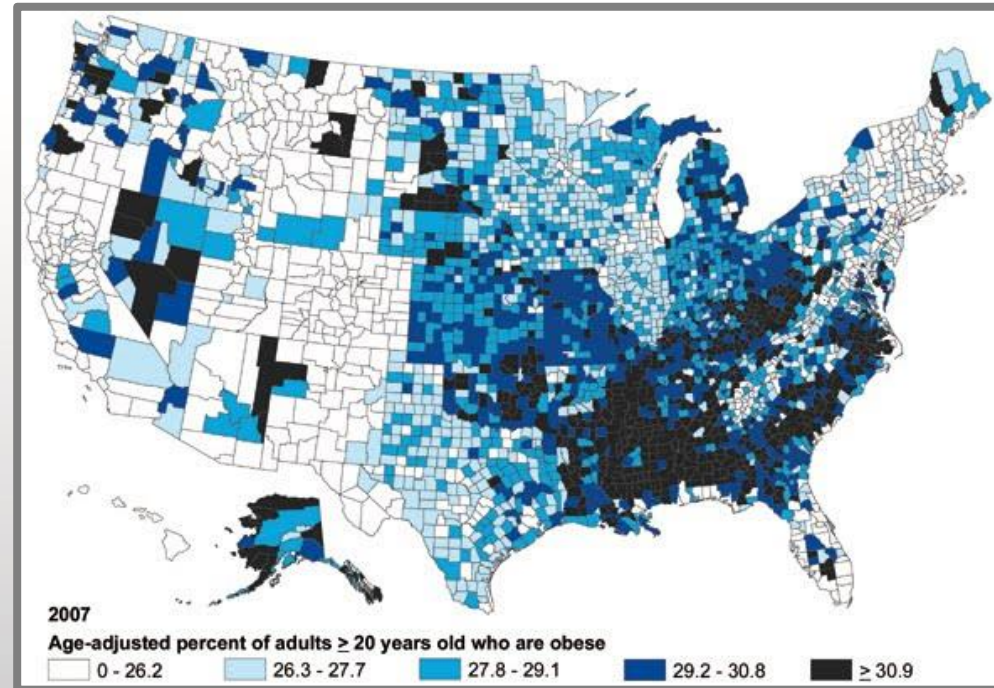 2007
Age-adjusted percent of adults ≥ 20 years old who are obese
0 - 26.2 26.3 - 27.7 27.8 - 29.1 29.2 - 30.8 ≥ 30.9